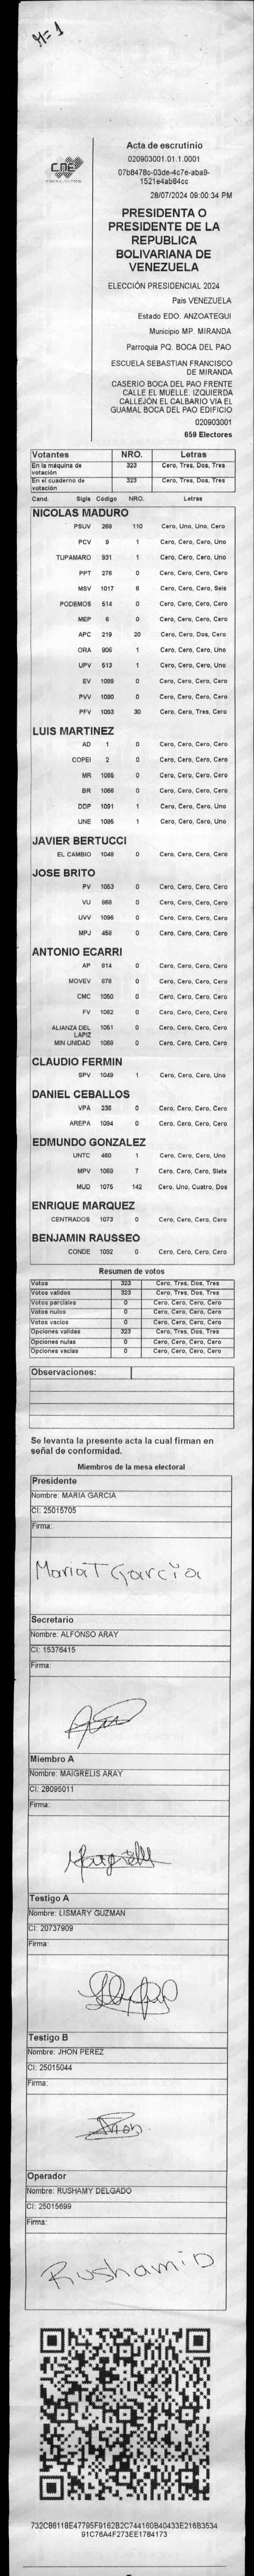 M= 1
CNE
Acta de escrutinio
020903001.01.1.0001
07b8478c-03de-4c7e-aba9-
1521e4ab84cc
28/07/2024 09:00:34 PM
PRESIDENTA O
PRESIDENTE DE LA
REPUBLICA
BOLIVARIANA DE
VENEZUELA
ELECCIÓN PRESIDENCIAL 2024
País VENEZUELA
Estado EDO. ANZOATEGUI
Municipio MP. MIRANDA
Parroquia PQ. BOCA DEL PAO
ESCUELA SEBASTIAN FRANCISCO
DE MIRANDA
CASERIO BOCA DEL PAO FRENTE
CALLE EL MUELLE. IZQUIERDA
CALLEJÓN EL CALBARIO VIA EL
GUAMAL BOCA DEL PAO EDIFICIO
020903001
659 Electores
Votantes NRO. Letras
En la máquina de votación 323 Cero, Tres, Dos, Tres
En el cuaderno de votación 323 Cero, Tres, Dos, Tres
Cand. Sigla Código NRO. Letras
NICOLAS MADURO
PSUV 269 110 Cero, Uno, Uno, Cero
PCV 9 1 Cero, Cero, Cero, Uno
TUPAMARO 931 1 Cero, Cero, Cero, Uno
PPT 276 0 Cero, Cero, Cero, Cero
MSV 1017 6 Cero, Cero, Cero, Seis
PODEMOS 514 0 Cero, Cero, Cero, Cero
MEP 6 0 Cero, Cero, Cero, Cero
APC 219 20 Cero, Cero, Dos, Cero
ORA 906 1 Cero, Cero, Cero, Uno
UPV 513 1 Cero, Cero, Cero, Uno
EV 1089 0 Cero, Cero, Cero, Cero
PVV 1090 0 Cero, Cero, Cero, Cero
PFV 1093 30 Cero, Cero, Tres, Cero
LUIS MARTINEZ
AD 1 0 Cero, Cero, Cero, Cero
COPEI 2 0 Cero, Cero, Cero, Cero
MR 1065 0 Cero, Cero, Cero, Cero
BR 1066 0 Cero, Cero, Cero, Cero
DDP 1091 1 Cero, Cero, Cero, Uno
UNE 1095 1 Cero, Cero, Cero, Uno
JAVIER BERTUCCI
EL CAMBIO 1048 0 Cero, Cero, Cero, Cero
JOSE BRITO
PV 1053 0 Cero, Cero, Cero, Cero
VU 868 0 Cero, Cero, Cero, Cero
UVV 1096 0 Cero, Cero, Cero, Cero
MPJ 458 0 Cero, Cero, Cero, Cero
ANTONIO ECARRI
AP 814 0 Cero, Cero, Cero, Cero
MOVEV 878 0 Cero, Cero, Cero, Cero
CMC 1050 0 Cero, Cero, Cero, Cero
FV 1062 0 Cero, Cero, Cero, Cero
ALIANZA DEL LAPIZ 1051 0 Cero, Cero, Cero, Cero
MIN UNIDAD 1068 0 Cero, Cero, Cero, Cero
CLAUDIO FERMIN
SPV 1049 1 Cero, Cero, Cero, Uno
DANIEL CEBALLOS
VPA 236 0 Cero, Cero, Cero, Cero
AREPA 1094 0 Cero, Cero, Cero, Cero
EDMUNDO GONZALEZ
UNTC 460 1 Cero, Cero, Cero, Uno
MPV 1069 7 Cero, Cero, Cero, Siete
MUD 1075 142 Cero, Uno, Cuatro, Dos
ENRIQUE MARQUEZ
CENTRADOS 1073 0 Cero, Cero, Cero, Cero
BENJAMIN RAUSSEO
CONDE 1092 0 Cero, Cero, Cero, Cero
Resumen de votos
Votos 323 Cero, Tres, Dos, Tres
Votos validos 323 Cero, Tres, Dos, Tres
Votos parciales 0 Cero, Cero, Cero, Cero
Votos nulos 0 Cero, Cero, Cero, Cero
Votos vacios 0 Cero, Cero, Cero, Cero
Opciones validas 323 Cero, Tres, Dos, Tres
Opciones nulas 0 Cero, Cero, Cero, Cero
Opciones vacias 0 Cero, Cero, Cero, Cero
Observaciones:
Se levanta la presente acta la cual firman en
señal de conformidad.
Miembros de la mesa electoral
Presidente
Nombre: MARIA GARCIA
CI: 25015705
Firma:
Maria T Garcia
Secretario
Nombre: ALFONSO ARAY
CI: 15376415
Firma:
Miembro A
Nombre: MAIGRELIS ARAY
CI: 28095011
Firma:
Testigo A
Nombre: LISMARY GUZMAN
CI: 20737909
Firma:
Testigo B
Nombre: JHON PEREZ
CI: 25015044
Firma:
Operador
Nombre: RUSHAMY DELGADO
CI: 25015699
Firma:
Rushami D
732C86118E47795F9162B2C744160B40433E216B3534
91C76A4F273EE1784173